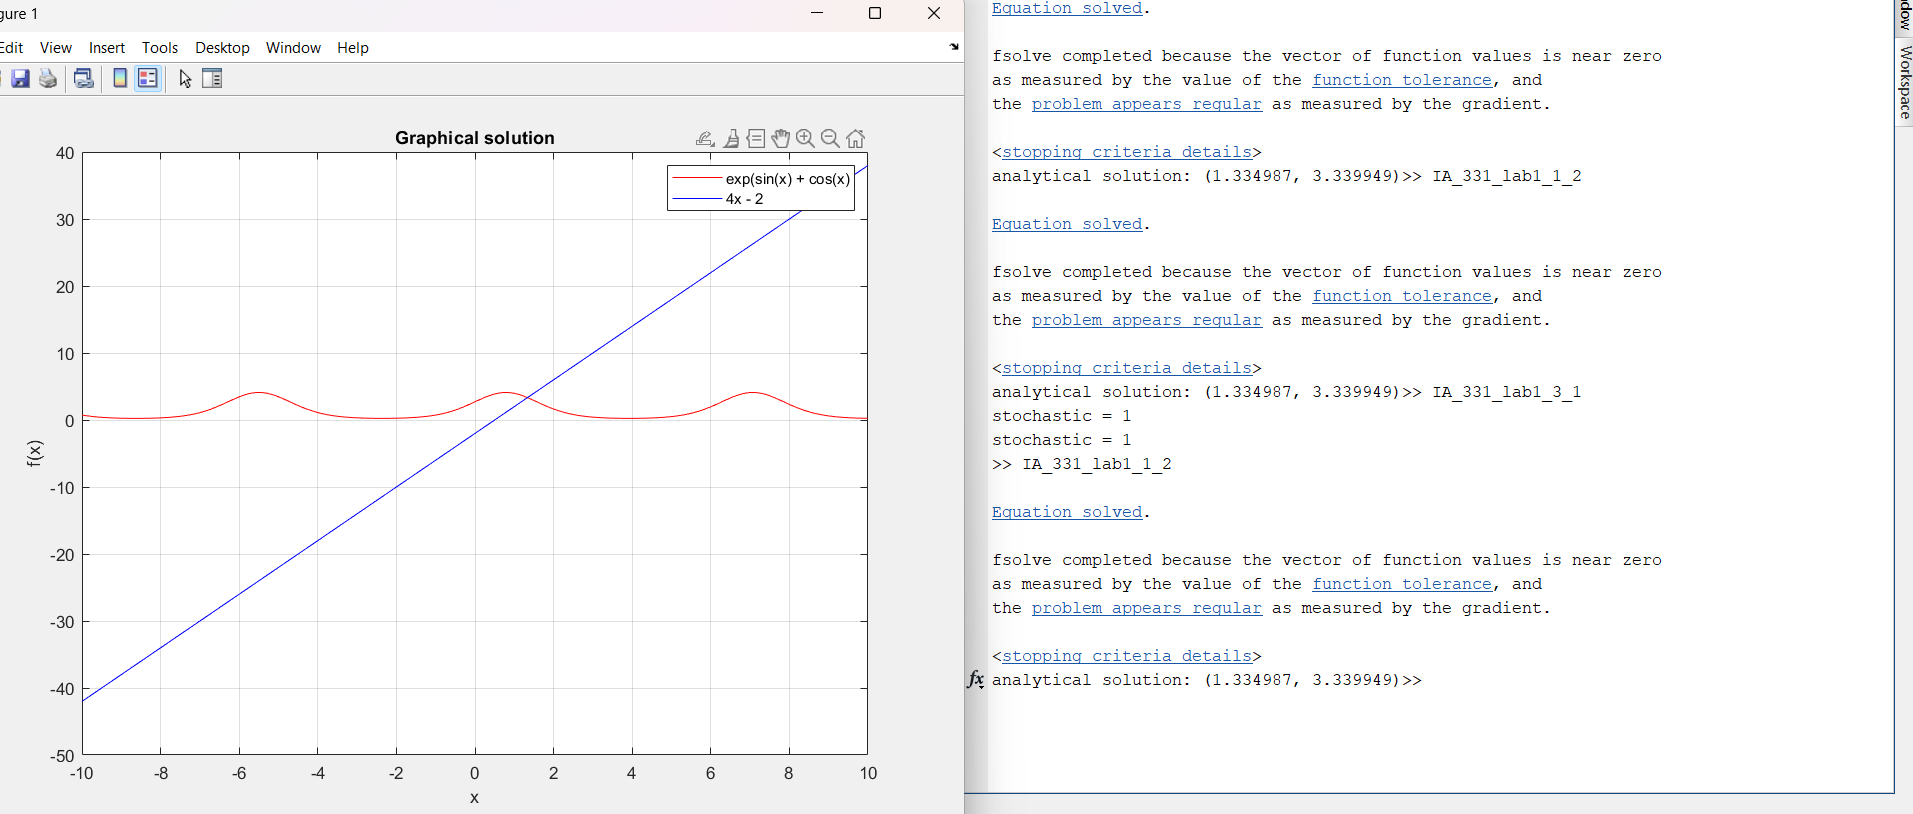 gure 1
Edit View Insert Tools Desktop Window Help
Graphical solution
exp(sin(x) + cos(x)
4x - 2
40
30
20
10
0
-10
-20
-30
-40
-50
f(x)
-10 -8 -6 -4 -2 0 2 4 6 8 10
x
Equation solved.
fsolve completed because the vector of function values is near zero
as measured by the value of the function tolerance, and
the problem appears regular as measured by the gradient.
<stopping criteria details>
analytical solution: (1.334987, 3.339949)>> IA_331_lab1_1_2
Equation solved.
fsolve completed because the vector of function values is near zero
as measured by the value of the function tolerance, and
the problem appears regular as measured by the gradient.
<stopping criteria details>
analytical solution: (1.334987, 3.339949)>> IA_331_lab1_3_1
stochastic = 1
stochastic = 1
>> IA_331_lab1_1_2
Equation solved.
fsolve completed because the vector of function values is near zero
as measured by the value of the function tolerance, and
the problem appears regular as measured by the gradient.
<stopping criteria details>
fx analytical solution: (1.334987, 3.339949)>>
dow
Workspace